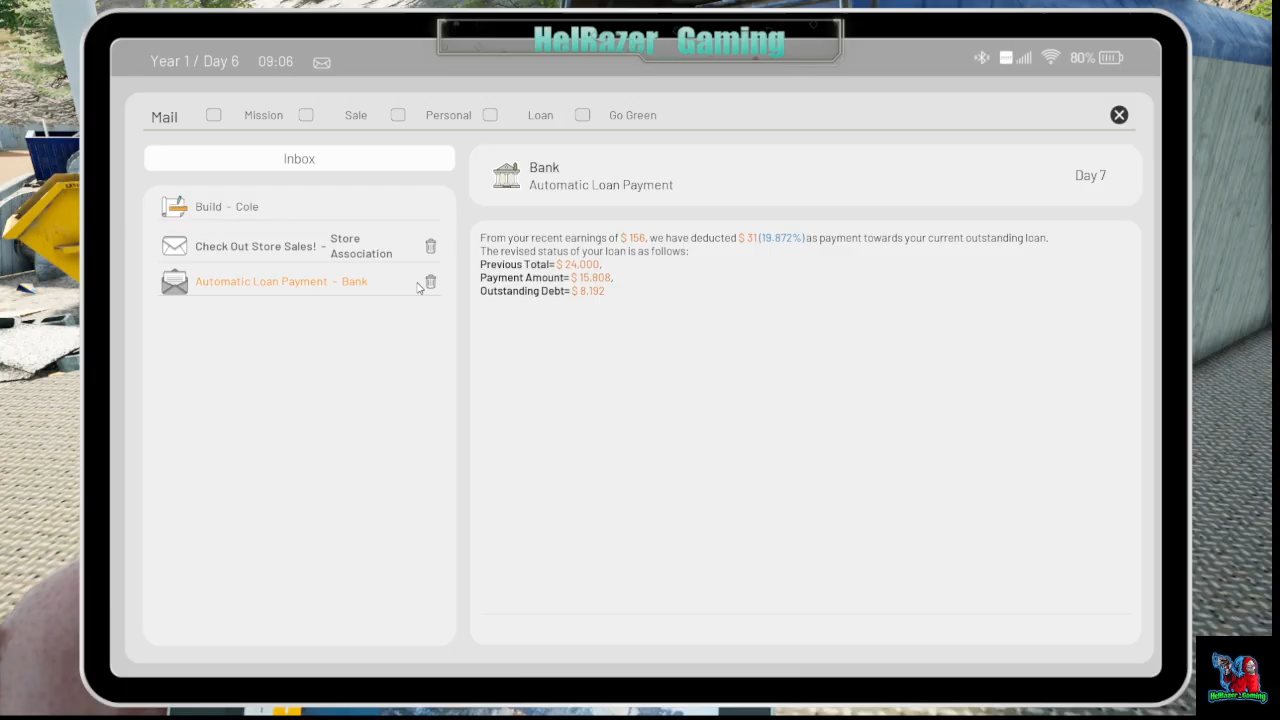 HelRazer Gaming
Year 1 / Day 6 09:06
80%
Mail Mission Sale Personal Loan Go Green
Inbox
Build - Cole
Check Out Store Sales! - Store Association
Automatic Loan Payment - Bank
Bank
Automatic Loan Payment
Day 7
From your recent earnings of $ 156, we have deducted $ 31 (19.872%) as payment towards your current outstanding loan.
The revised status of your loan is as follows:
Previous Total= $ 24,000,
Payment Amount= $ 15,808,
Outstanding Debt= $ 8,192
HelRazer_Gaming